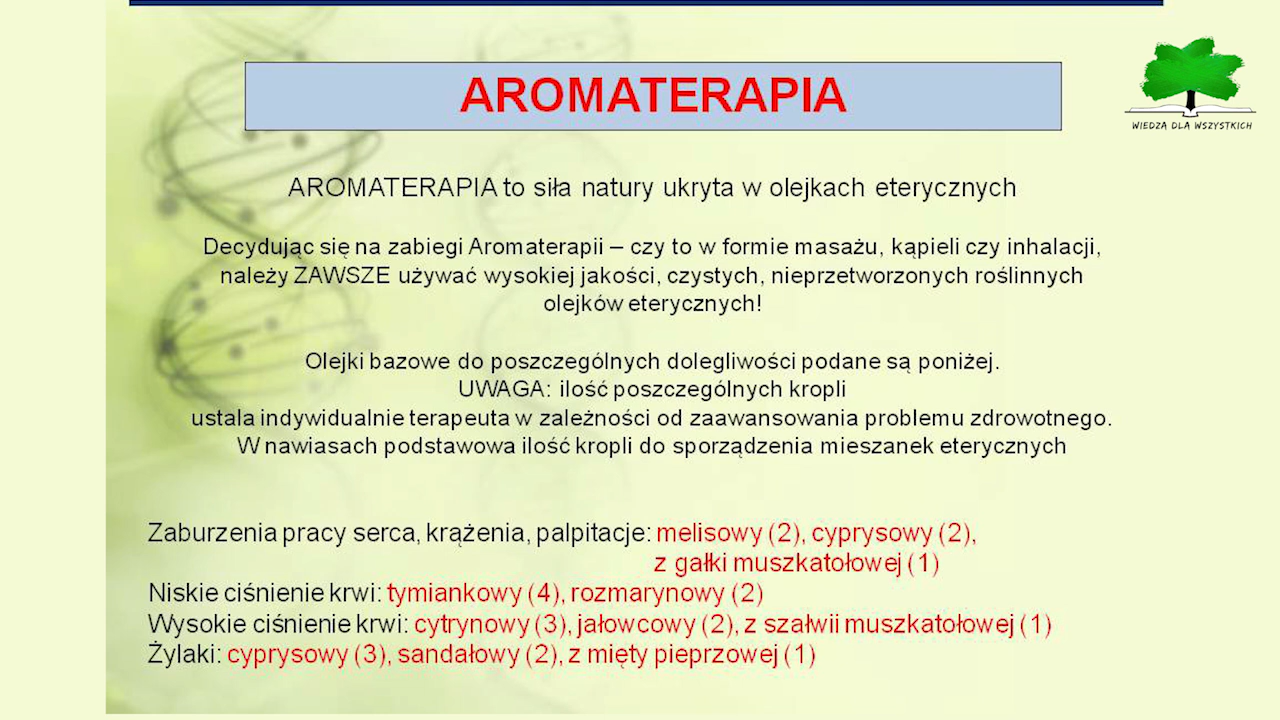 AROMATERAPIA
WIEDZA DLA WSZYSTKICH
AROMATERAPIA to siła natury ukryta w olejkach eterycznych
Decydując się na zabiegi Aromaterapii – czy to w formie masażu, kąpieli czy inhalacji,
należy ZAWSZE używać wysokiej jakości, czystych, nieprzetworzonych roślinnych
olejków eterycznych!
Olejki bazowe do poszczególnych dolegliwości podane są poniżej.
UWAGA: ilość poszczególnych kropli
ustala indywidualnie terapeuta w zależności od zaawansowania problemu zdrowotnego.
W nawiasach podstawowa ilość kropli do sporządzenia mieszanek eterycznych
Zaburzenia pracy serca, krążenia, palpitacje: melisowy (2), cyprysowy (2),
z gałki muszkatołowej (1)
Niskie ciśnienie krwi: tymiankowy (4), rozmarynowy (2)
Wysokie ciśnienie krwi: cytrynowy (3), jałowcowy (2), z szałwii muszkatołowej (1)
Żylaki: cyprysowy (3), sandałowy (2), z mięty pieprzowej (1)